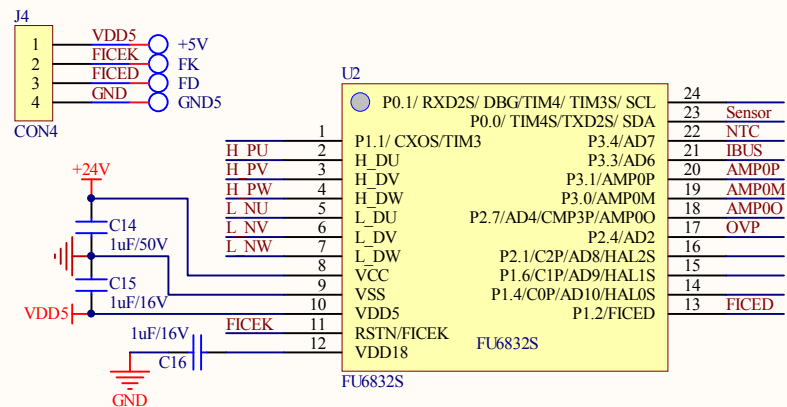 J4
1 VDD5 +5V
2 FICEK FK
3 FICED FD
4 GND GND5
CON4
U2
P0.1/ RXD2S/ DBG/TIM4/ TIM3S/ SCL 24
P0.0/ TIM4S/TXD2S/ SDA 23 Sensor
1 P1.1/ CXOS/TIM3 P3.4/AD7 22 NTC
H_PU 2 H_DU P3.3/AD6 21 IBUS
H_PV 3 H_DV P3.1/AMP0P 20 AMP0P
H_PW 4 H_DW P3.0/AMP0M 19 AMP0M
L_NU 5 L_DU P2.7/AD4/CMP3P/AMP0O 18 AMP0O
L_NV 6 L_DV P2.4/AD2 17 OVP
L_NW 7 L_DW P2.1/C2P/AD8/HAL2S 16
8 VCC P1.6/C1P/AD9/HAL1S 15
9 VSS P1.4/C0P/AD10/HAL0S 14
10 VDD5 P1.2/FICED 13 FICED
FICEK 11 RSTN/FICEK
12 VDD18
FU6832S
FU6832S
+24V
C14
1uF/50V
C15
1uF/16V
VDD5
1uF/16V
C16
GND